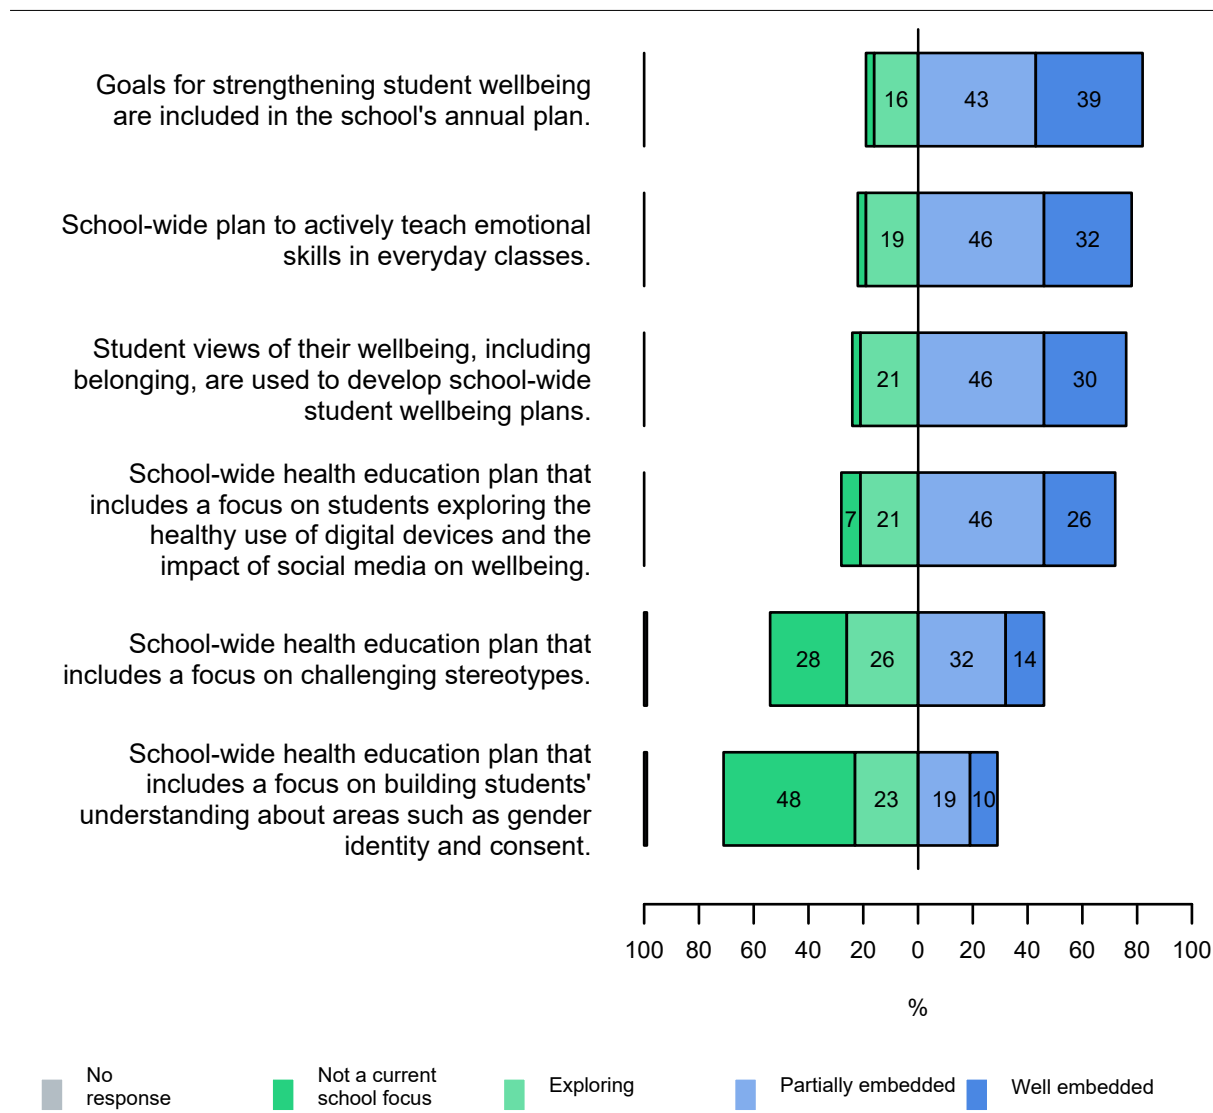 Goals for strengthening student wellbeing
are included in the school's annual plan.
16 43 39
School-wide plan to actively teach emotional
skills in everyday classes.
19 46 32
Student views of their wellbeing, including
belonging, are used to develop school-wide
student wellbeing plans.
21 46 30
School-wide health education plan that
includes a focus on students exploring the
healthy use of digital devices and the
impact of social media on wellbeing.
7 21 46 26
School-wide health education plan that
includes a focus on challenging stereotypes.
28 26 32 14
School-wide health education plan that
includes a focus on building students'
understanding about areas such as gender
identity and consent.
48 23 19 10
100 80 60 40 20 0 20 40 60 80 100
%
No
response
Not a current
school focus
Exploring
Partially embedded
Well embedded